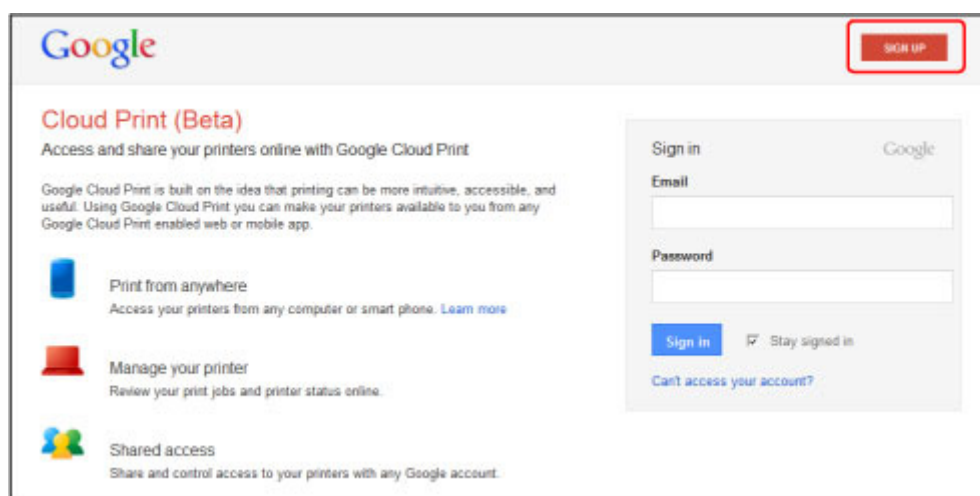 Google
SIGN UP
Cloud Print (Beta)
Access and share your printers online with Google Cloud Print
Google Cloud Print is built on the idea that printing can be more intuitive, accessible, and
useful. Using Google Cloud Print you can make your printers available to you from any
Google Cloud Print enabled web or mobile app.
Print from anywhere
Access your printers from any computer or smart phone. Learn more
Manage your printer
Review your print jobs and printer status online.
Shared access
Share and control access to your printers with any Google account.
Sign in Google
Email
Password
Sign in Stay signed in
Can't access your account?